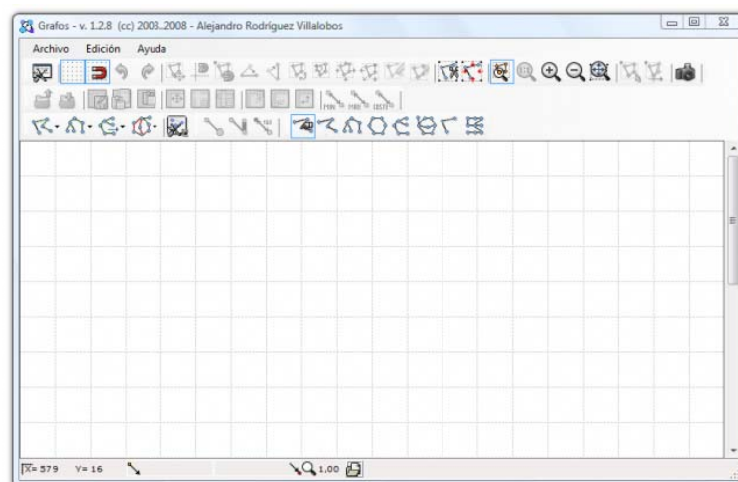 Grafos - v. 1.2.8 (cc) 2003..2008 - Alejandro Rodríguez Villalobos
Archivo Edición Ayuda
X= 579 Y= 16 1,00